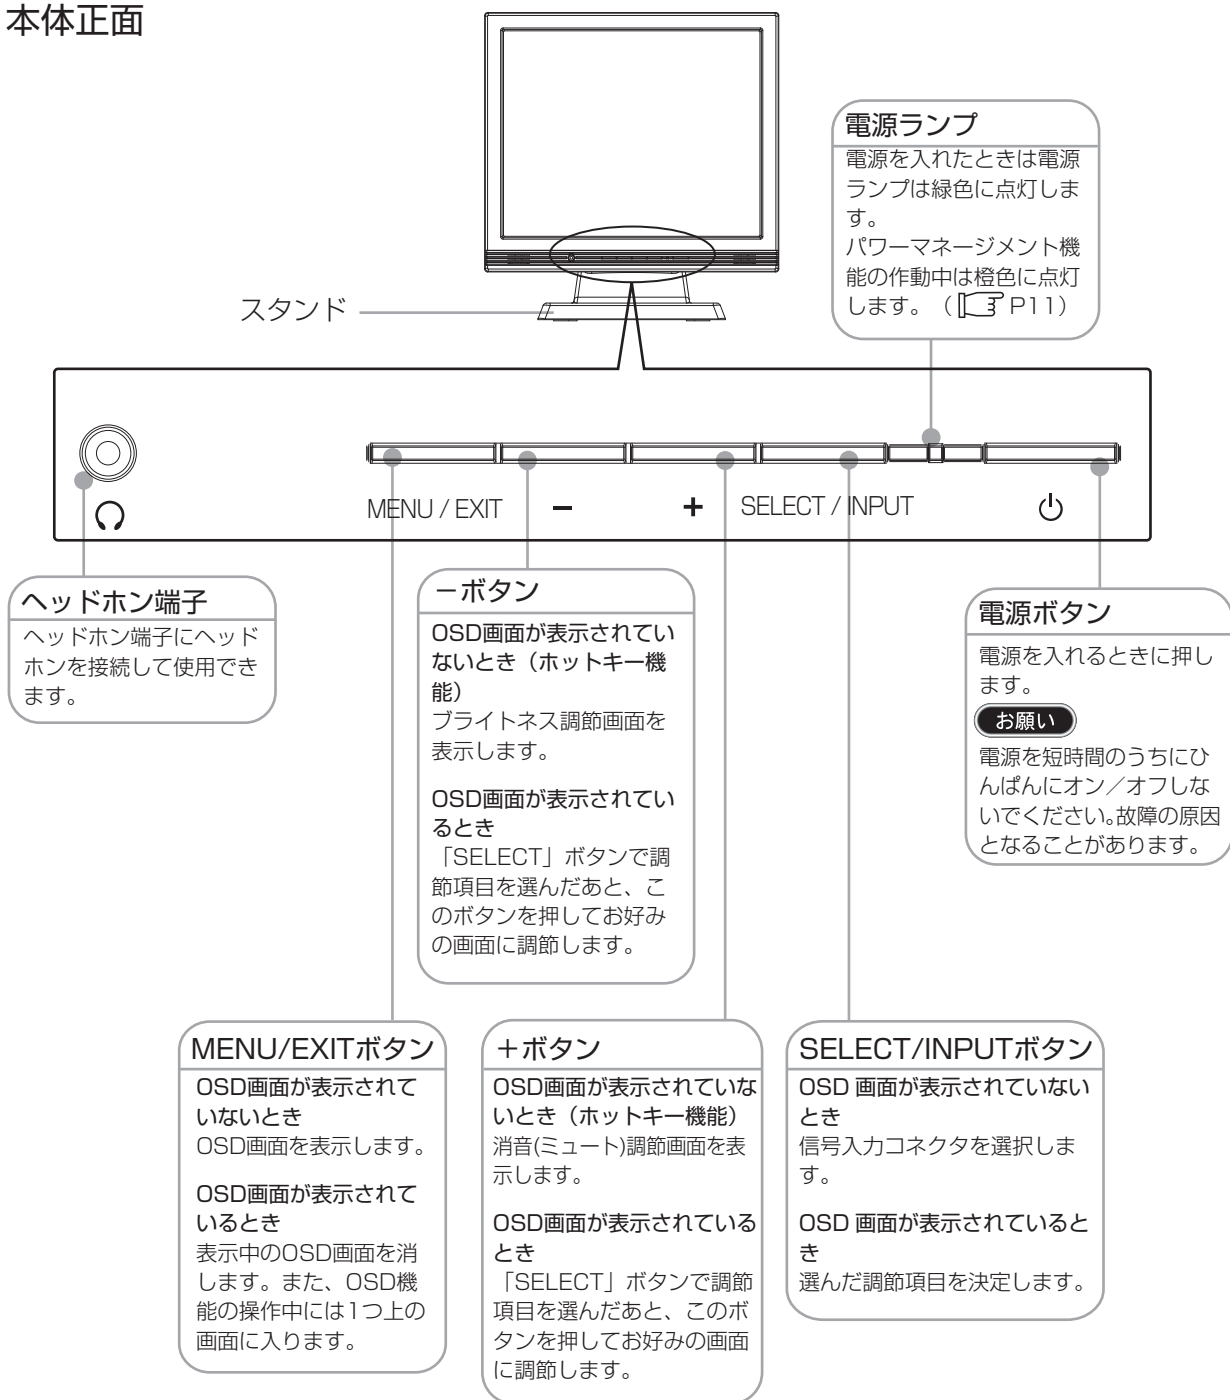 本体正面
電源ランプ
電源を入れたときは電源
ランプは緑色に点灯しま
す。
パワーマネージメント機
能の作動中は橙色に点灯
します。（ P11）
スタンド
MENU / EXIT
−
+
SELECT / INPUT
ヘッドホン端子
ヘッドホン端子にヘッド
ホンを接続して使用でき
ます。
−ボタン
OSD画面が表示されてい
ないとき（ホットキー機
能）
ブライトネス調節画面を
表示します。
OSD画面が表示されてい
るとき
「SELECT」ボタンで調
節項目を選んだあと、こ
のボタンを押してお好み
の画面に調節します。
電源ボタン
電源を入れるときに押し
ます。
お願い
電源を短時間のうちにひ
んぱんにオン／オフしな
いでください。故障の原因
となることがあります。
MENU/EXITボタン
OSD画面が表示されて
いないとき
OSD画面を表示します。
OSD画面が表示されて
いるとき
表示中のOSD画面を消
します。また、OSD機
能の操作中には1つ上の
画面に入ります。
＋ボタン
OSD画面が表示されていな
いとき（ホットキー機能）
消音(ミュート)調節画面を表
示します。
OSD画面が表示されている
とき
「SELECT」ボタンで調節
項目を選んだあと、このボ
タンを押してお好みの画面
に調節します。
SELECT/INPUTボタン
OSD 画面が表示されていない
とき
信号入力コネクタを選択しま
す。
OSD 画面が表示されていると
き
選んだ調節項目を決定します。